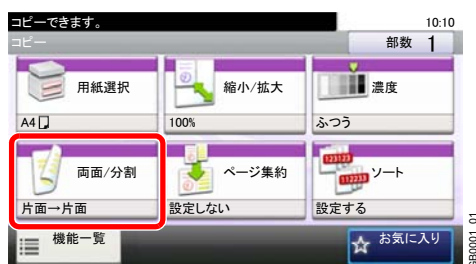 コピーできます。 10:10
コピー 部数 1
用紙選択 縮小/拡大 濃度
A4 100% ふつう
両面/分割 ページ集約 ソート
片面→片面 設定しない 設定する
機能一覧 お気に入り
123123
112233